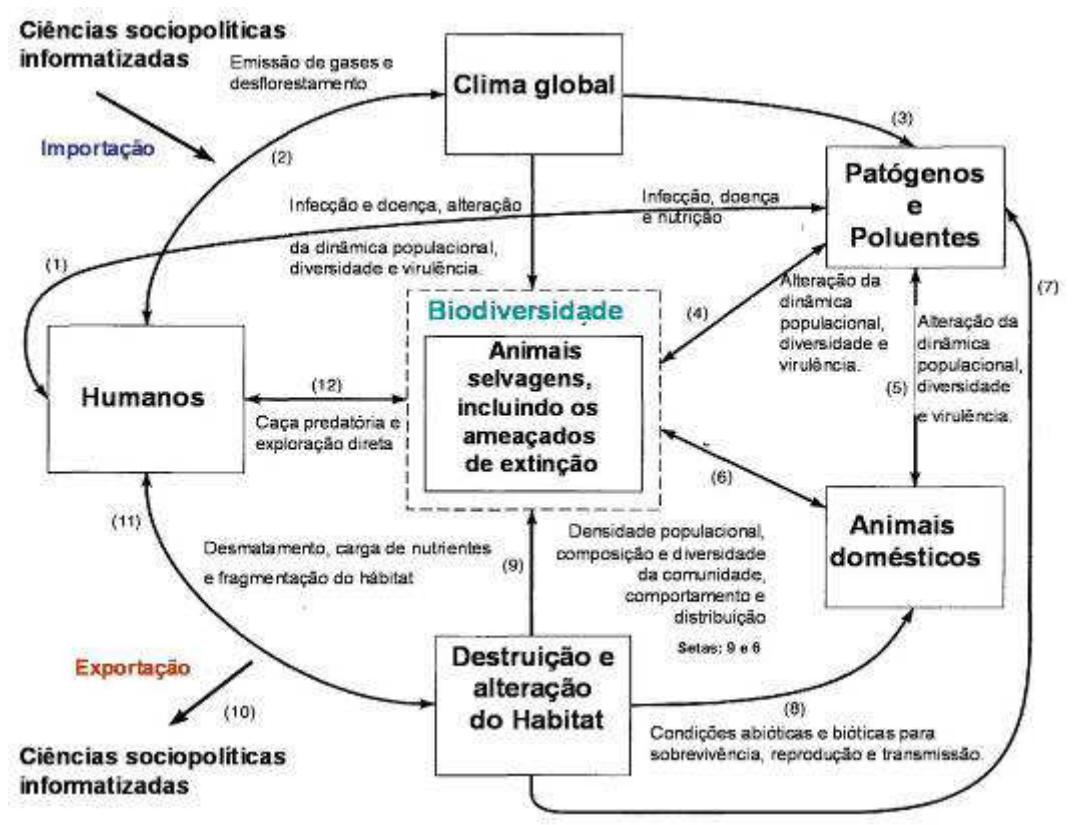 Ciências sociopolíticas
informatizadas
Importação
Emissão de gases e
desflorestamento
(2)
Clima global
(3)
Patógenos
e
Poluentes
Infecção e doença, alteração
da dinâmica populacional,
diversidade e virulência.
Infecção, doença
e nutrição
(1)
(7)
Biodiversidade
Animais
selvagens,
incluindo os
ameaçados
de extinção
(4)
Alteração da
dinâmica
populacional,
diversidade e
virulência.
(5)
Alteração da
dinâmica
populacional,
diversidade
e virulência.
Humanos
(12)
Caça predatória e
exploração direta
(6)
Animais
domésticos
(11)
Desmatamento, carga de nutrientes
e fragmentação do hábitat
(9)
Densidade populacional,
composição e diversidade
da comunidade,
comportamento e
distribuição
Setas: 9 e 6
Destruição e
alteração
do Habitat
(8)
Condições abióticas e bióticas para
sobrevivência, reprodução e transmissão.
Exportação
(10)
Ciências sociopolíticas
informatizadas